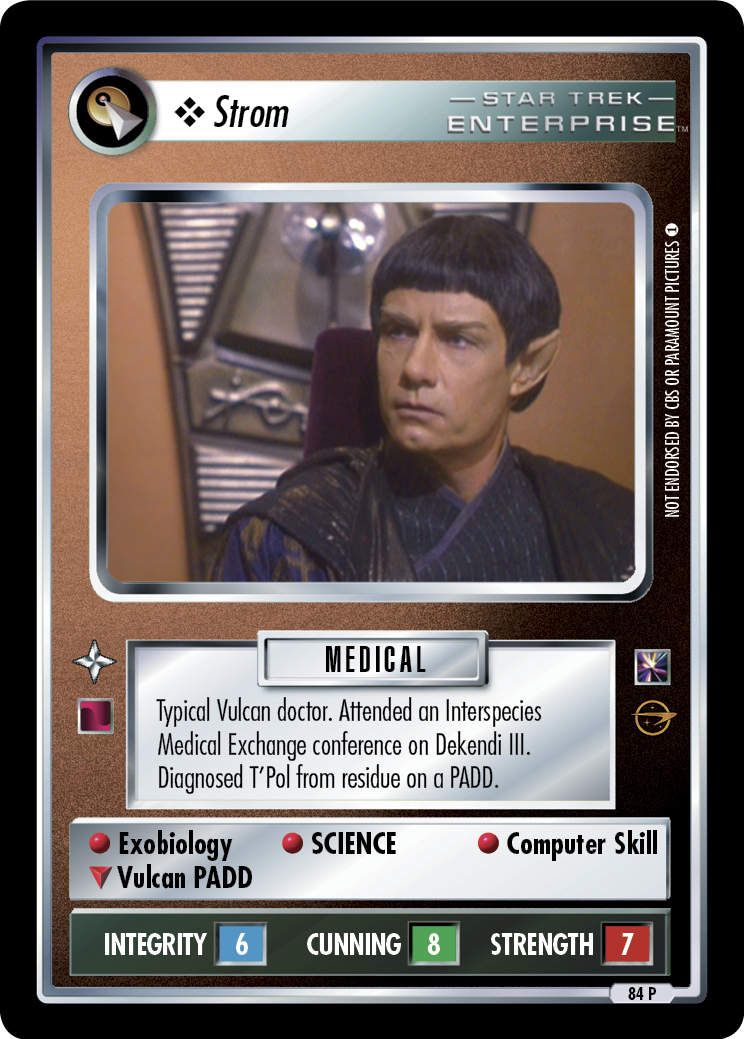 ❖ Strom
STAR TREK
ENTERPRISE™
NOT ENDORSED BY CBS OR PARAMOUNT PICTURES 1
MEDICAL
Typical Vulcan doctor. Attended an Interspecies
Medical Exchange conference on Dekendi III.
Diagnosed T'Pol from residue on a PADD.
Exobiology SCIENCE Computer Skill
Vulcan PADD
INTEGRITY 6 CUNNING 8 STRENGTH 7
84 P